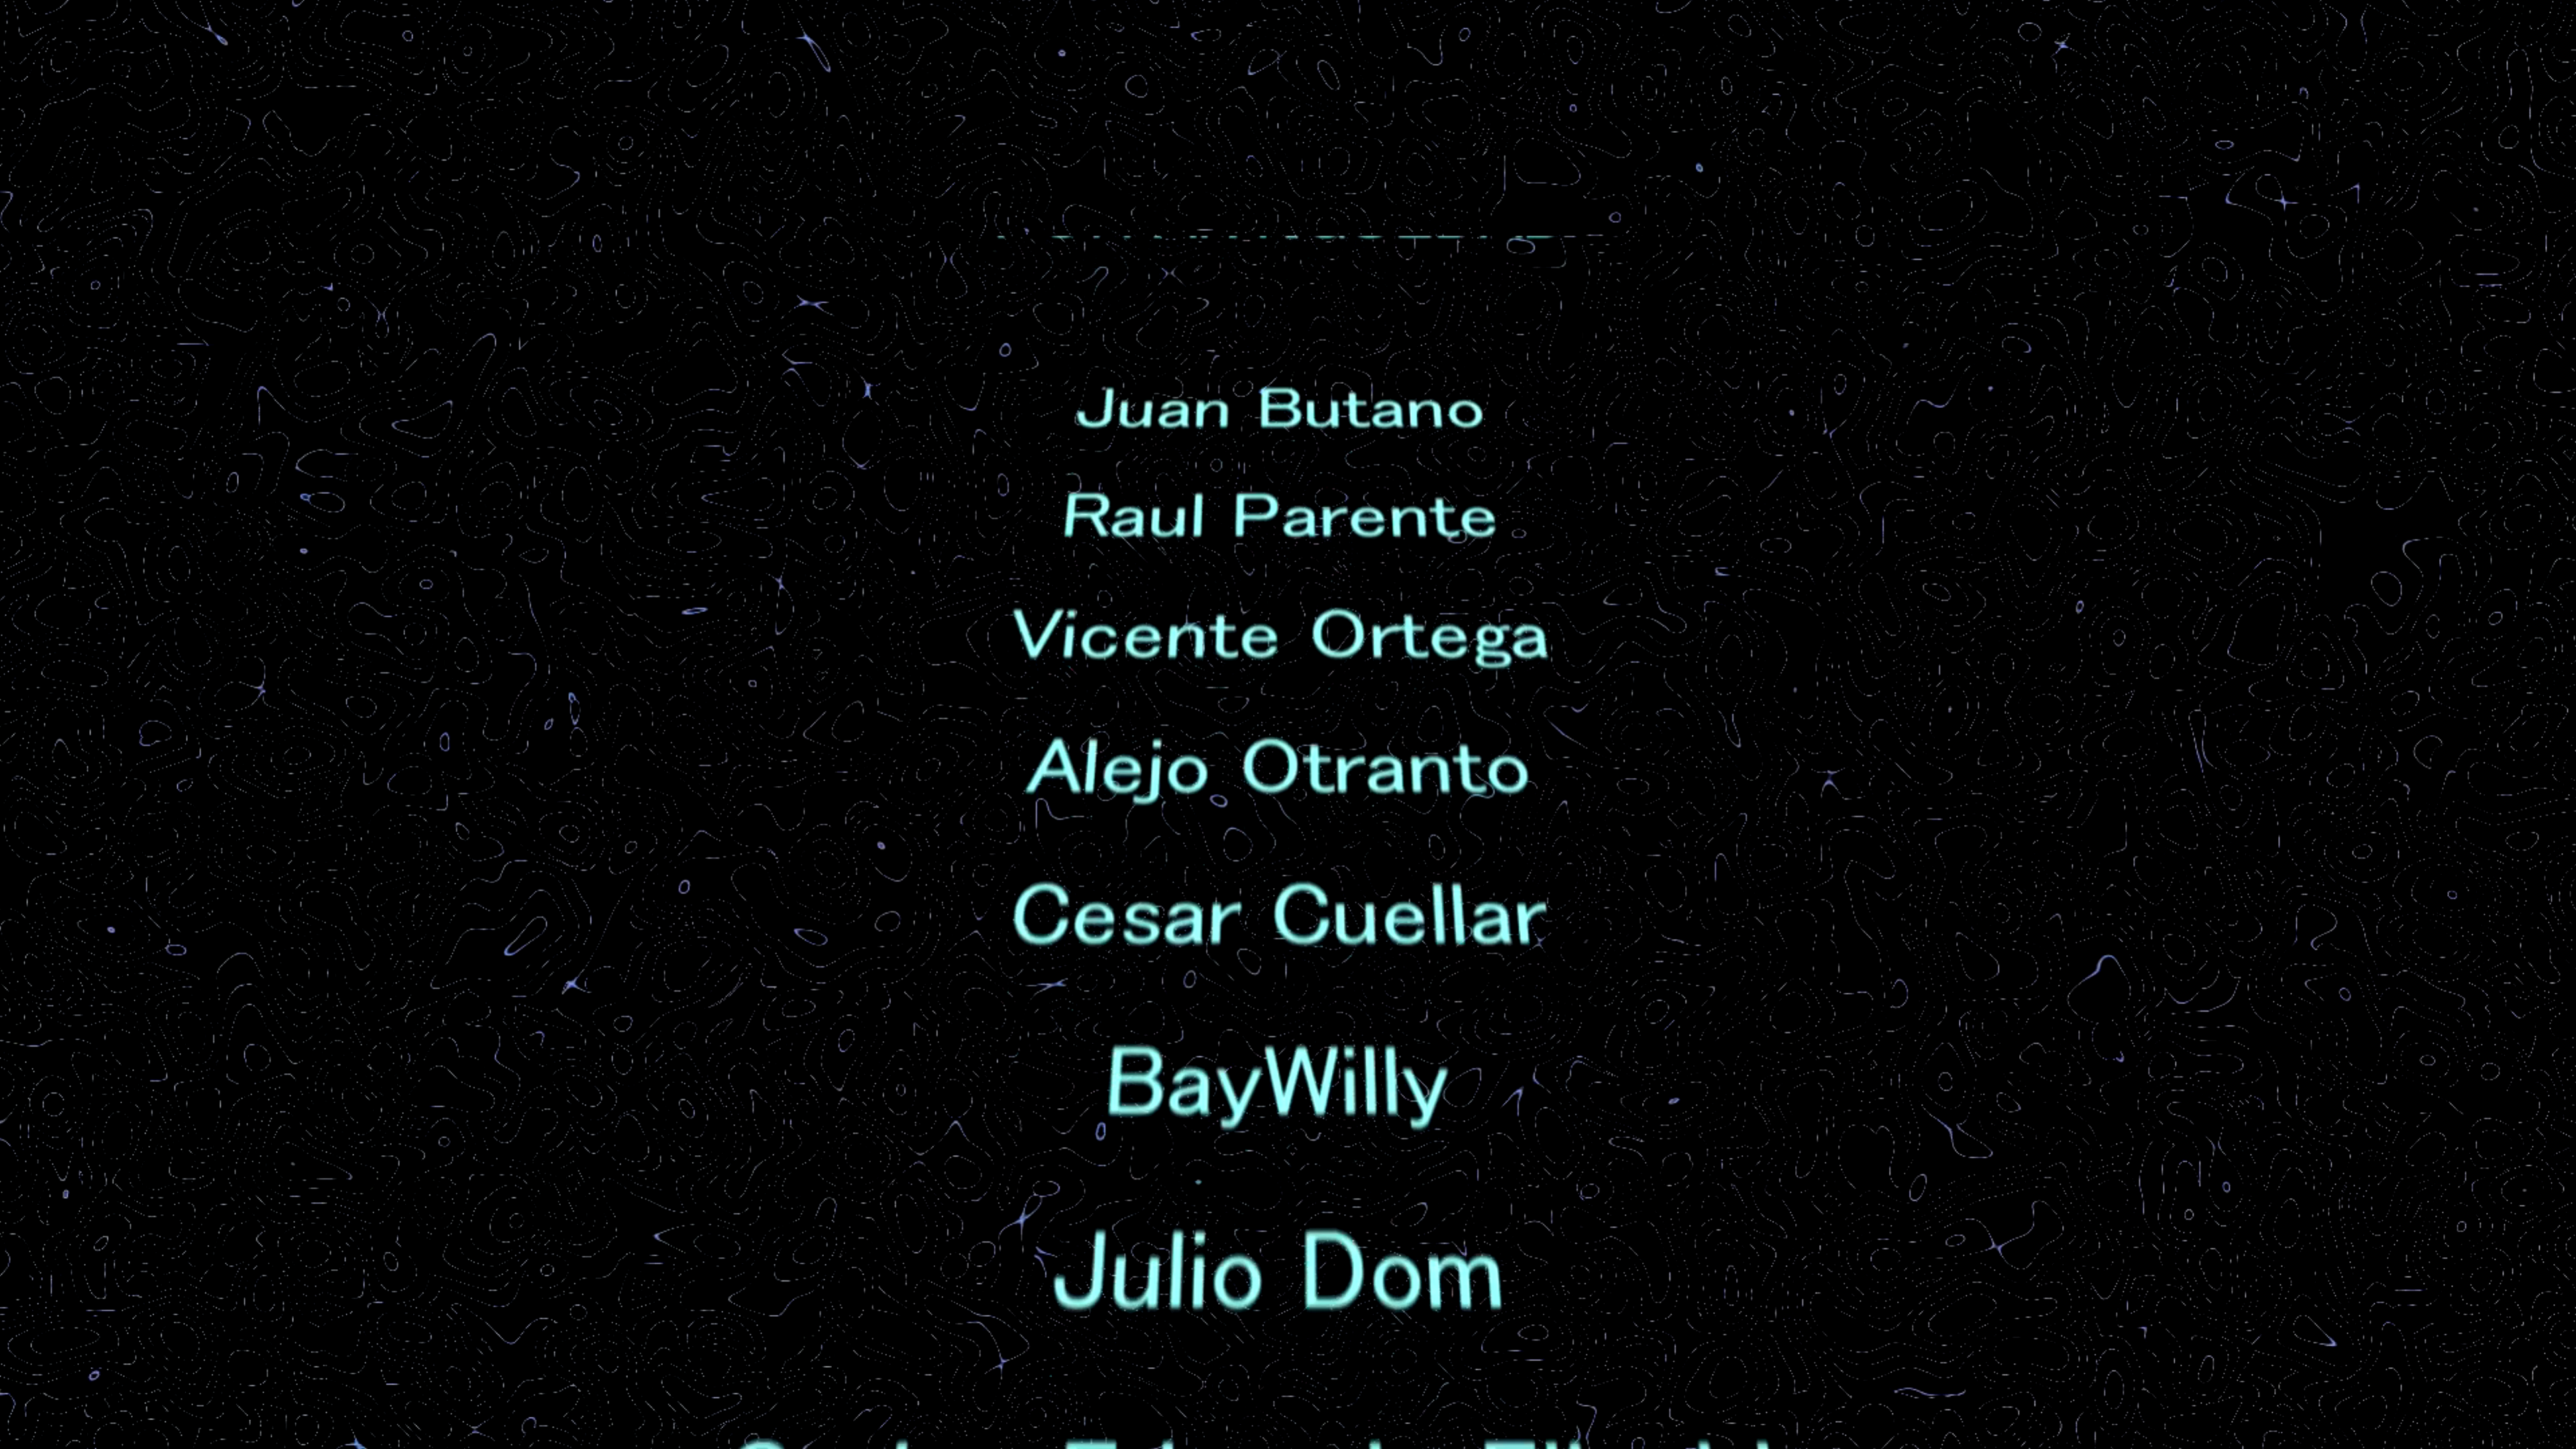 Juan Butano
Raul Parente
Vicente Ortega
Alejo Otranto
Cesar Cuellar
BayWilly
Julio Dom